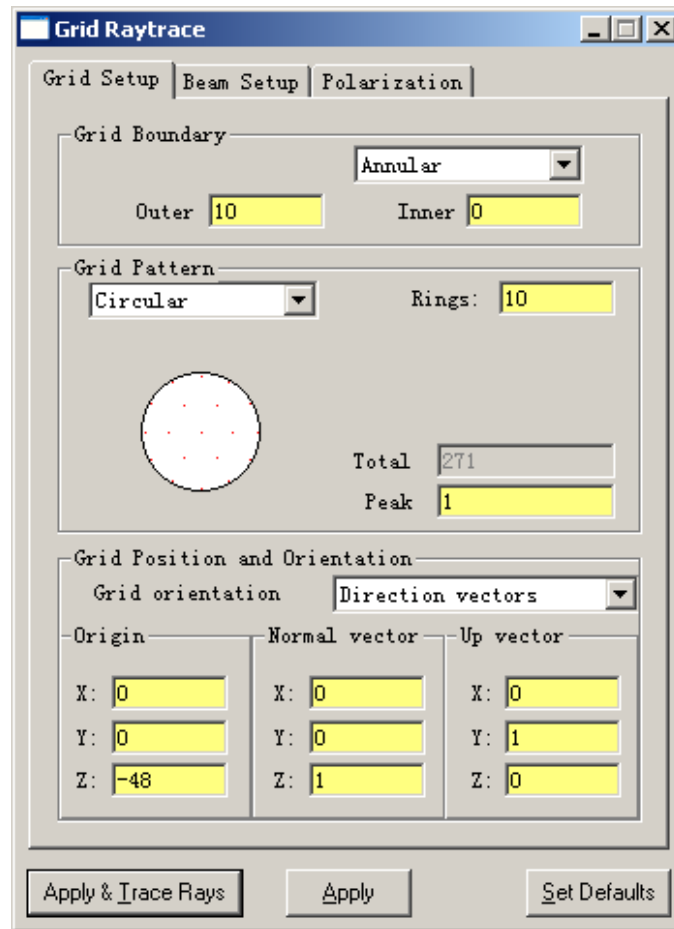 Grid Raytrace
Grid Setup Beam Setup Polarization
Grid Boundary
Annular
Outer 10 Inner 0
Grid Pattern
Circular Rings: 10
Total 271
Peak 1
Grid Position and Orientation
Grid orientation Direction vectors
Origin Normal vector Up vector
X: 0 X: 0 X: 0
Y: 0 Y: 0 Y: 1
Z: -48 Z: 1 Z: 0
Apply & Trace Rays Apply Set Defaults